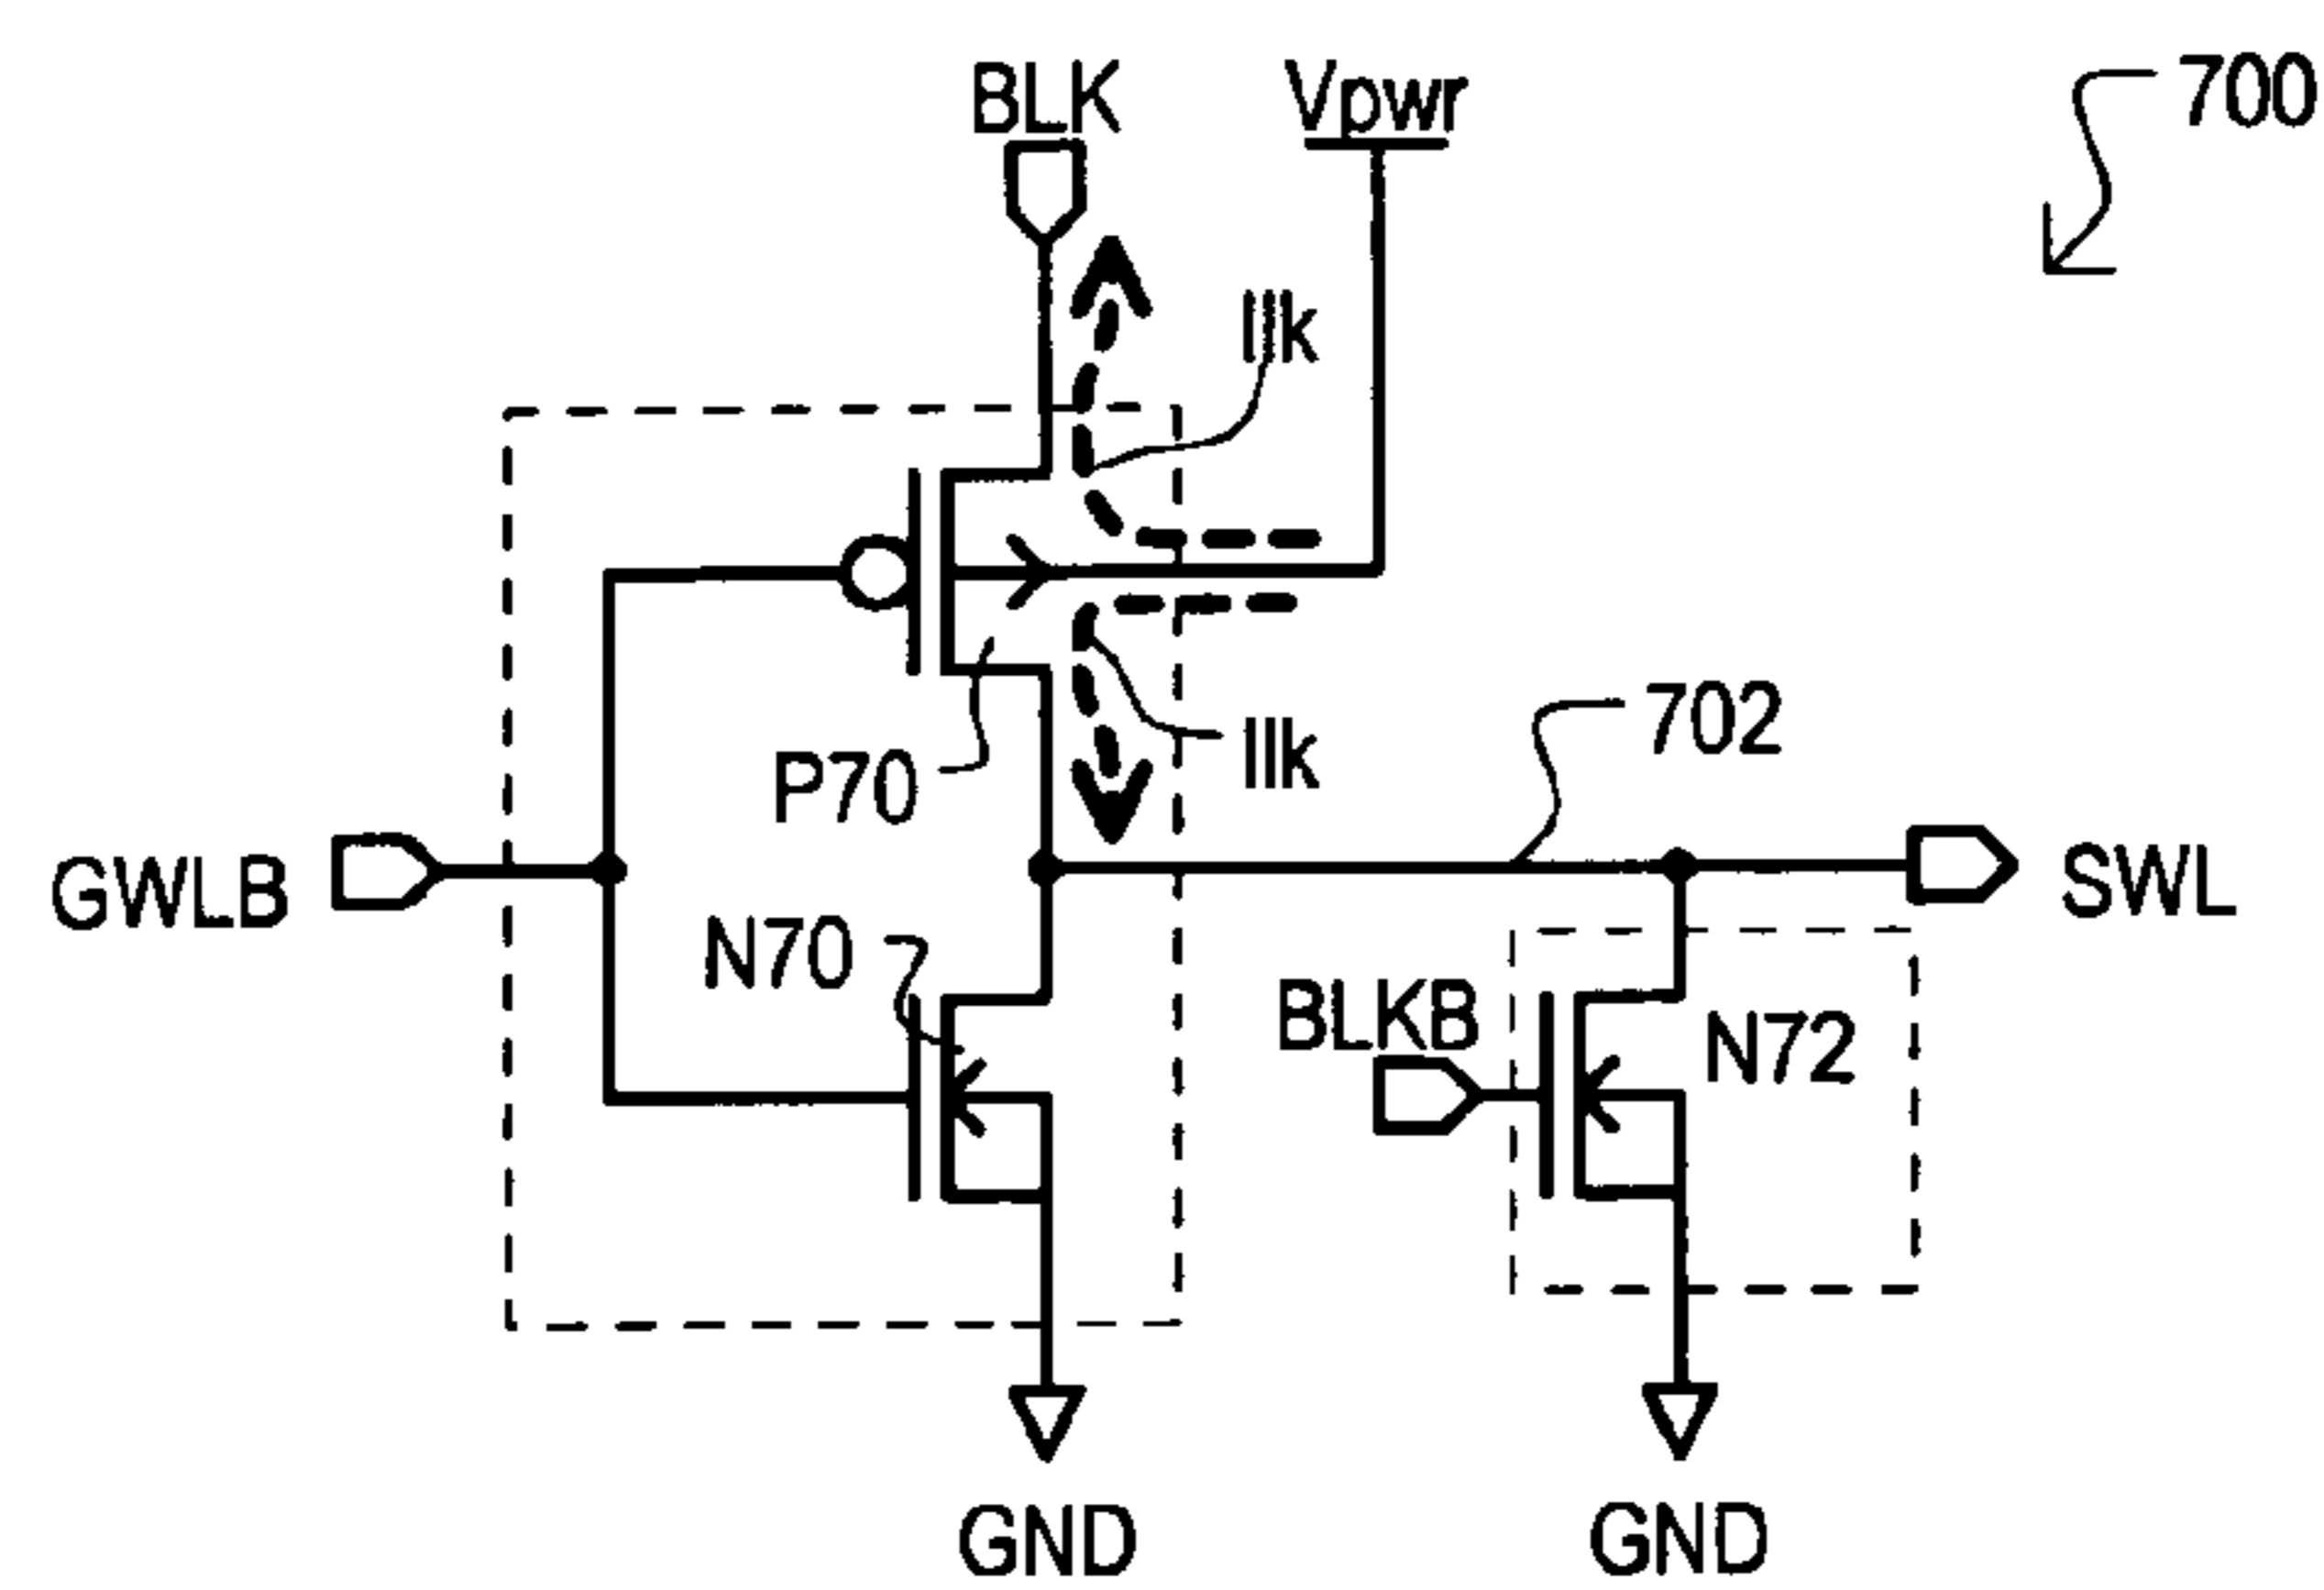 BLK
Vpwr
700
Ilk
P70
Ilk
702
GWLB
SWL
N70
BLKB
N72
GND
GND